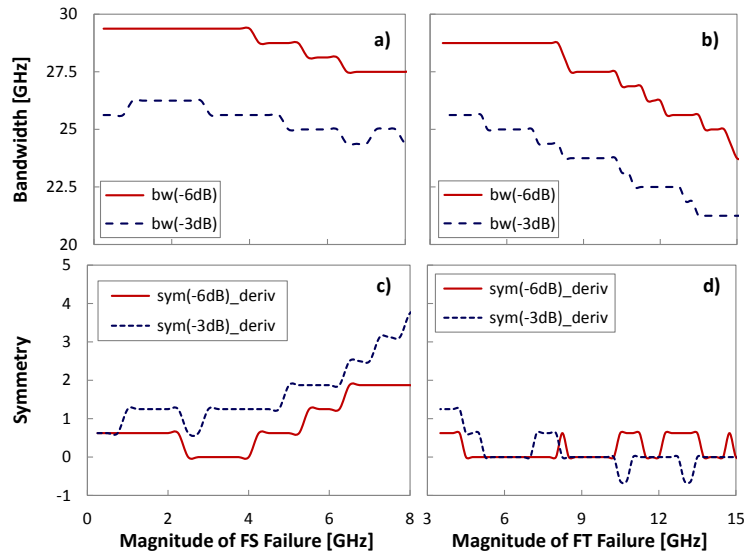 30
27.5
25
22.5
20
Bandwidth [GHz]
a)
bw(-6dB)
bw(-3dB)
b)
bw(-6dB)
bw(-3dB)
5
4
3
2
1
0
-1
Symmetry
c)
sym(-6dB)_deriv
sym(-3dB)_deriv
d)
sym(-6dB)_deriv
sym(-3dB)_deriv
0 2 4 6 8
3 6 9 12 15
Magnitude of FS Failure [GHz]
Magnitude of FT Failure [GHz]